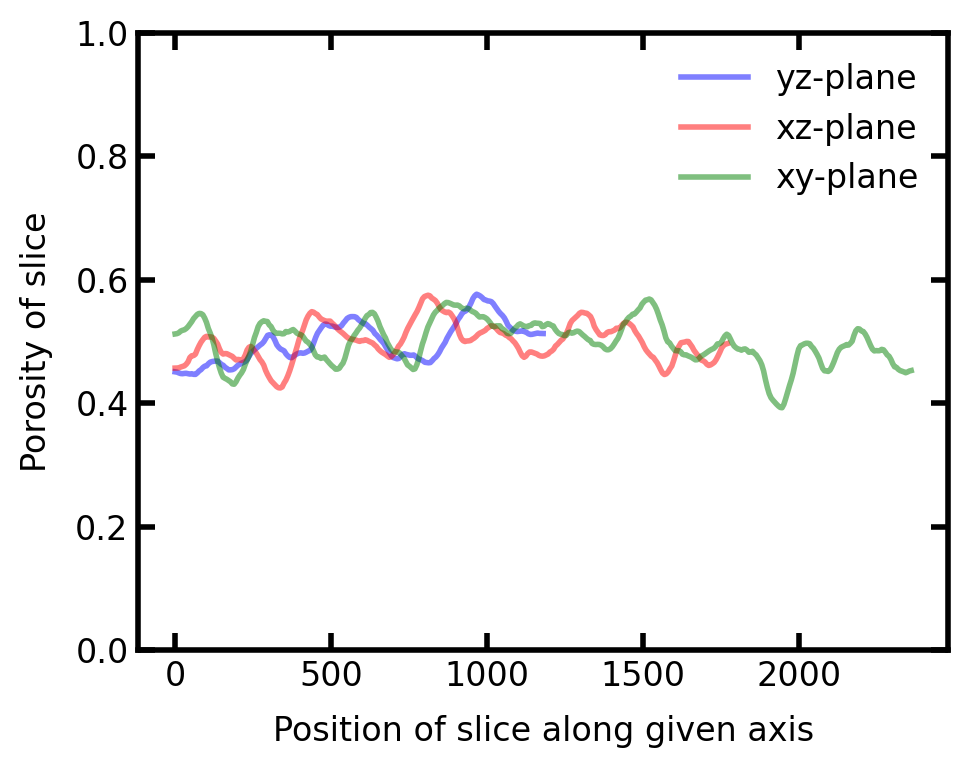 1.0
0.8
0.6
0.4
0.2
0.0
Porosity of slice
yz-plane
xz-plane
xy-plane
0 500 1000 1500 2000
Position of slice along given axis